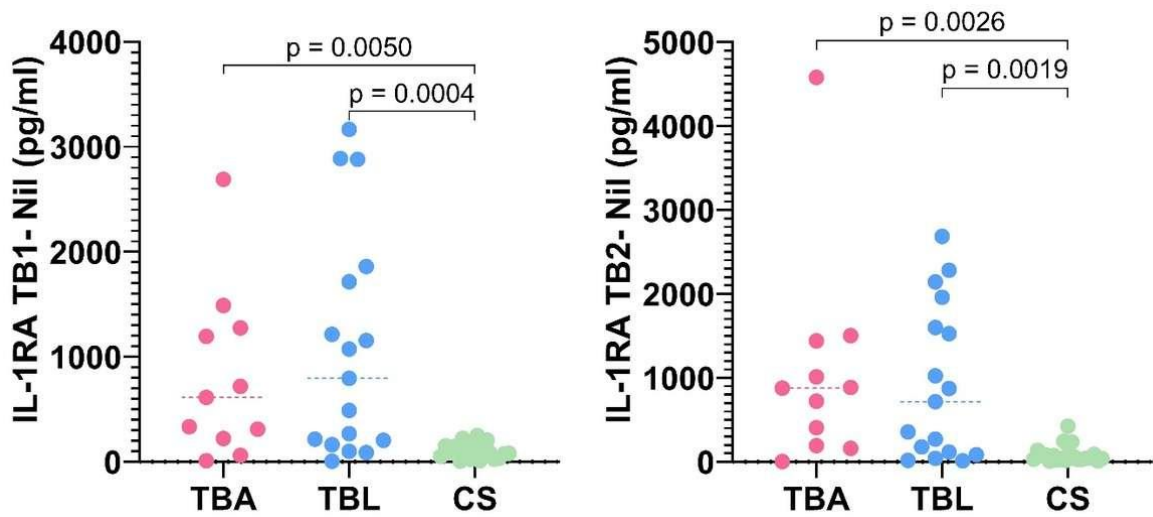 IL-1RA TB1- Nil (pg/ml)
4000
3000
2000
1000
0
p = 0.0050
p = 0.0004
TBA TBL CS
IL-1RA TB2- Nil (pg/ml)
5000
4000
3000
2000
1000
0
p = 0.0026
p = 0.0019
TBA TBL CS